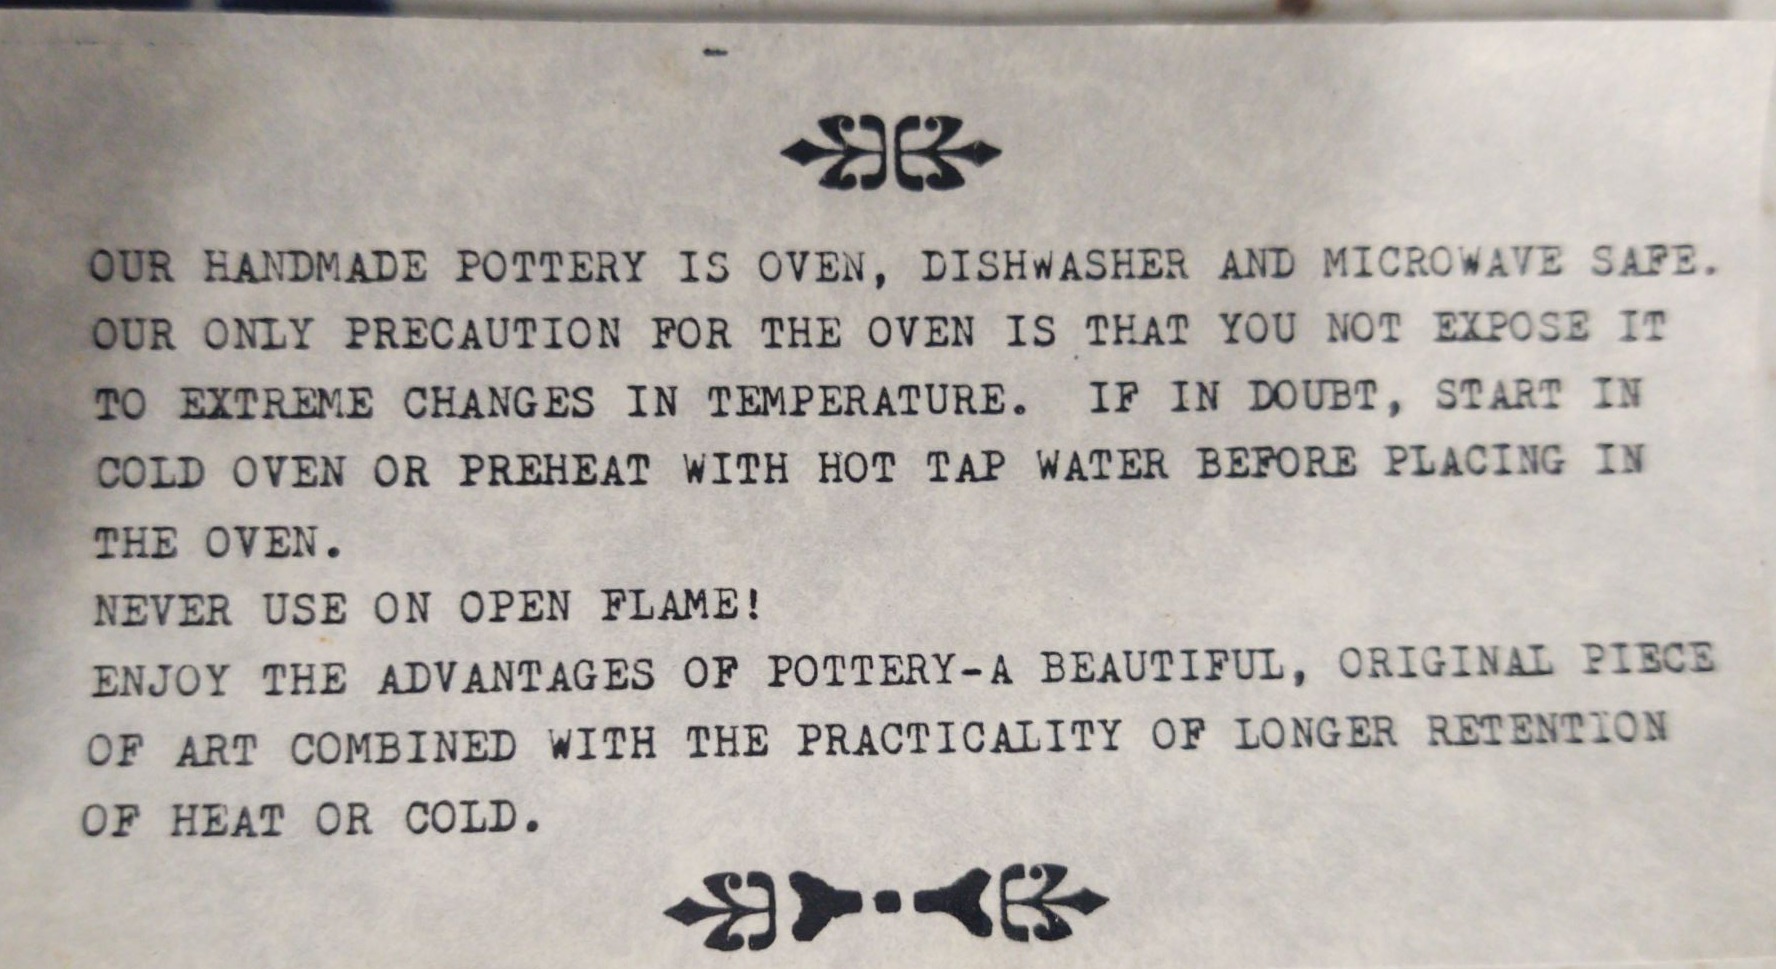 OUR HANDMADE POTTERY IS OVEN, DISHWASHER AND MICROWAVE SAFE.
OUR ONLY PRECAUTION FOR THE OVEN IS THAT YOU NOT EXPOSE IT
TO EXTREME CHANGES IN TEMPERATURE.  IF IN DOUBT, START IN
COLD OVEN OR PREHEAT WITH HOT TAP WATER BEFORE PLACING IN
THE OVEN.
NEVER USE ON OPEN FLAME!
ENJOY THE ADVANTAGES OF POTTERY-A BEAUTIFUL, ORIGINAL PIECE
OF ART COMBINED WITH THE PRACTICALITY OF LONGER RETENTION
OF HEAT OR COLD.